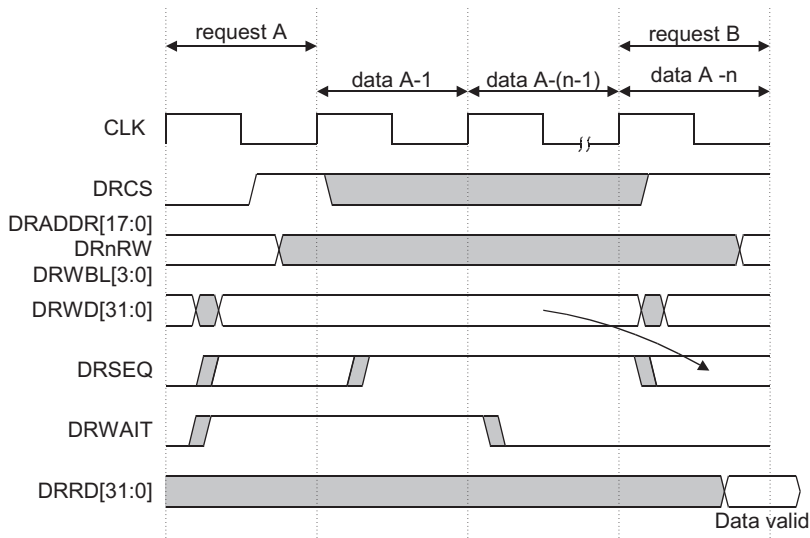 request A
request B
data A-1
data A-(n-1)
data A -n
CLK
DRCS
DRADDR[17:0]
DRnRW
DRWBL[3:0]
DRWD[31:0]
DRSEQ
DRWAIT
DRRD[31:0]
Data valid